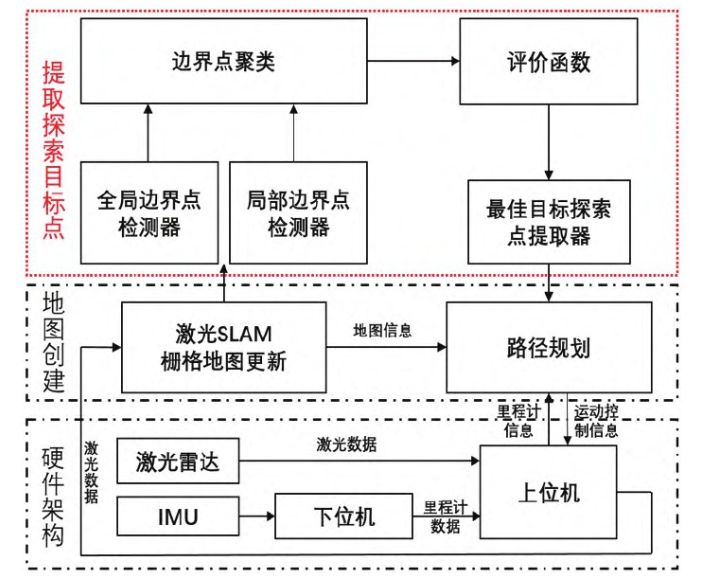 提取探索目标点
边界点聚类
评价函数
全局边界点
检测器
局部边界点
检测器
最佳目标探索
点提取器
地图创建
激光SLAM
栅格地图更新
地图信息
路径规划
里程计
信息
运动控
制信息
硬件架构
激光数据
激光雷达
激光数据
上位机
IMU
下位机
里程计
数据